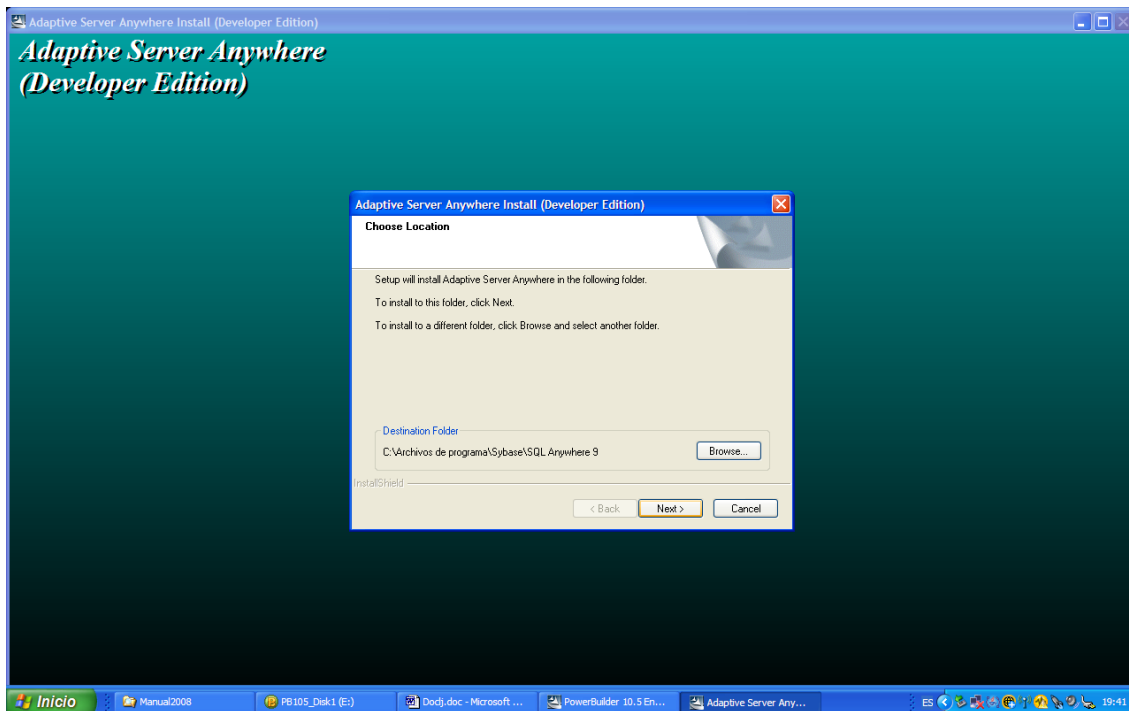 Adaptive Server Anywhere Install (Developer Edition)
Adaptive Server Anywhere
(Developer Edition)
Adaptive Server Anywhere Install (Developer Edition)
Choose Location
Setup will install Adaptive Server Anywhere in the following folder.
To install to this folder, click Next.
To install to a different folder, click Browse and select another folder.
Destination Folder
C:\Archivos de programa\Sybase\SQL Anywhere 9
Browse...
InstallShield
< Back
Next >
Cancel
Inicio
Manual2008
PB105_Disk1 (E:)
Docj.doc - Microsoft ...
PowerBuilder 10.5 En...
Adaptive Server Any...
ES
19:41